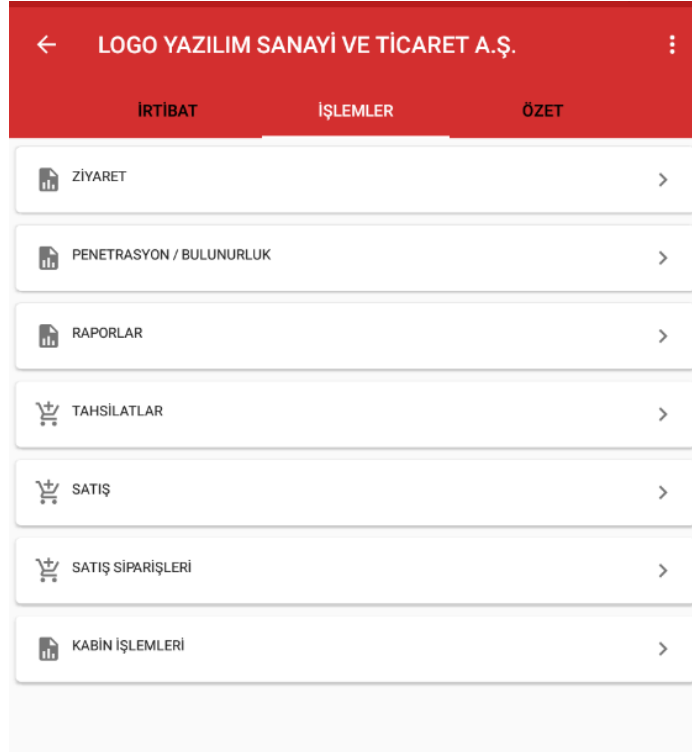 LOGO YAZILIM SANAYİ VE TİCARET A.Ş.
İRTİBAT İŞLEMLER ÖZET
ZİYARET
PENETRASYON / BULUNURLUK
RAPORLAR
TAHSİLATLAR
SATIŞ
SATIŞ SİPARİŞLERİ
KABİN İŞLEMLERİ